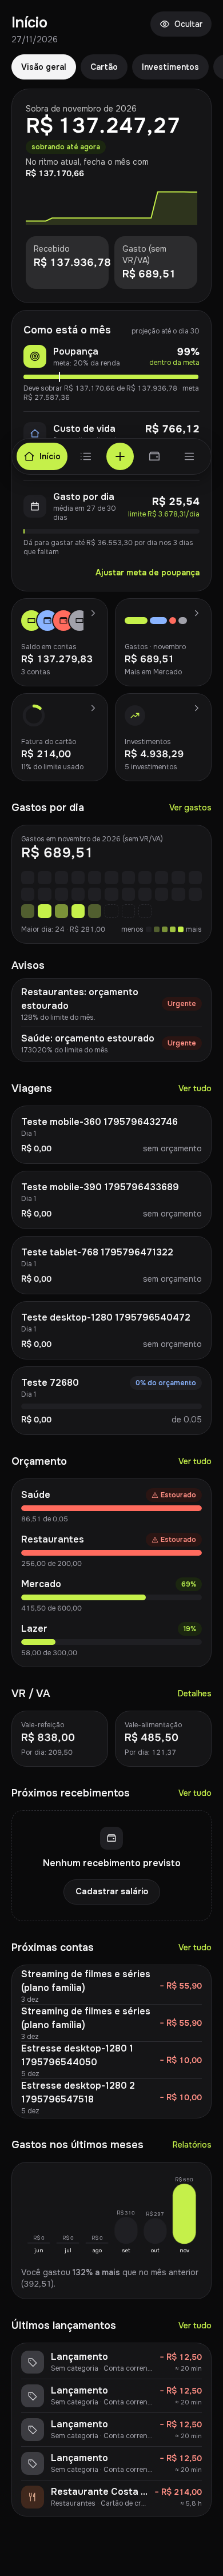 Início
27/11/2026
Ocultar
Visão geral
Cartão
Investimentos
Sobra de novembro de 2026
R$ 137.247,27
sobrando até agora
No ritmo atual, fecha o mês com
R$ 137.170,66
Recebido
R$ 137.936,78
Gasto (sem
VR/VA)
R$ 689,51
Como está o mês
projeção até o dia 30
Poupança
99%
meta: 20% da renda
dentro da meta
Deve sobrar R$ 137.170,66 de R$ 137.936,78 · meta
R$ 27.587,36
Custo de vida
R$ 766,12
Início
Gasto por dia
R$ 25,54
média em 27 de 30
dias
limite R$ 3.678,31/dia
Dá para gastar até R$ 36.553,30 por dia nos 3 dias
que faltam
Ajustar meta de poupança
Saldo em contas
R$ 137.279,83
3 contas
Gastos · novembro
R$ 689,51
Mais em Mercado
Fatura do cartão
R$ 214,00
11% do limite usado
Investimentos
R$ 4.938,29
5 investimentos
Gastos por dia
Ver gastos
Gastos em novembro de 2026 (sem VR/VA)
R$ 689,51
Maior dia: 24 · R$ 281,00
menos
mais
Avisos
Restaurantes: orçamento
estourado
128% do limite do mês.
Urgente
Saúde: orçamento estourado
173020% do limite do mês.
Urgente
Viagens
Ver tudo
Teste mobile-360 1795796432746
Dia 1
R$ 0,00
sem orçamento
Teste mobile-390 1795796433689
Dia 1
R$ 0,00
sem orçamento
Teste tablet-768 1795796471322
Dia 1
R$ 0,00
sem orçamento
Teste desktop-1280 1795796540472
Dia 1
R$ 0,00
sem orçamento
Teste 72680
0% do orçamento
Dia 1
R$ 0,00
de 0,05
Orçamento
Ver tudo
Saúde
Estourado
86,51 de 0,05
Restaurantes
Estourado
256,00 de 200,00
Mercado
69%
415,50 de 600,00
Lazer
19%
58,00 de 300,00
VR / VA
Detalhes
Vale-refeição
R$ 838,00
Por dia: 209,50
Vale-alimentação
R$ 485,50
Por dia: 121,37
Próximos recebimentos
Ver tudo
Nenhum recebimento previsto
Cadastrar salário
Próximas contas
Ver tudo
Streaming de filmes e séries
(plano família)
3 dez
− R$ 55,90
Streaming de filmes e séries
(plano família)
3 dez
− R$ 55,90
Estresse desktop-1280 1
1795796544050
5 dez
− R$ 10,00
Estresse desktop-1280 2
1795796547518
5 dez
− R$ 10,00
Gastos nos últimos meses
Relatórios
R$ 0
R$ 0
R$ 0
R$ 310
R$ 297
R$ 690
jun
jul
ago
set
out
nov
Você gastou 132% a mais que no mês anterior
(392,51).
Últimos lançamentos
Ver tudo
Lançamento
− R$ 12,50
Sem categoria · Conta corren...
≈ 20 min
Lançamento
− R$ 12,50
Sem categoria · Conta corren...
≈ 20 min
Lançamento
− R$ 12,50
Sem categoria · Conta corren...
≈ 20 min
Lançamento
− R$ 12,50
Sem categoria · Conta corren...
≈ 20 min
Restaurante Costa ...
− R$ 214,00
Restaurantes · Cartão de cr...
≈ 5,8 h